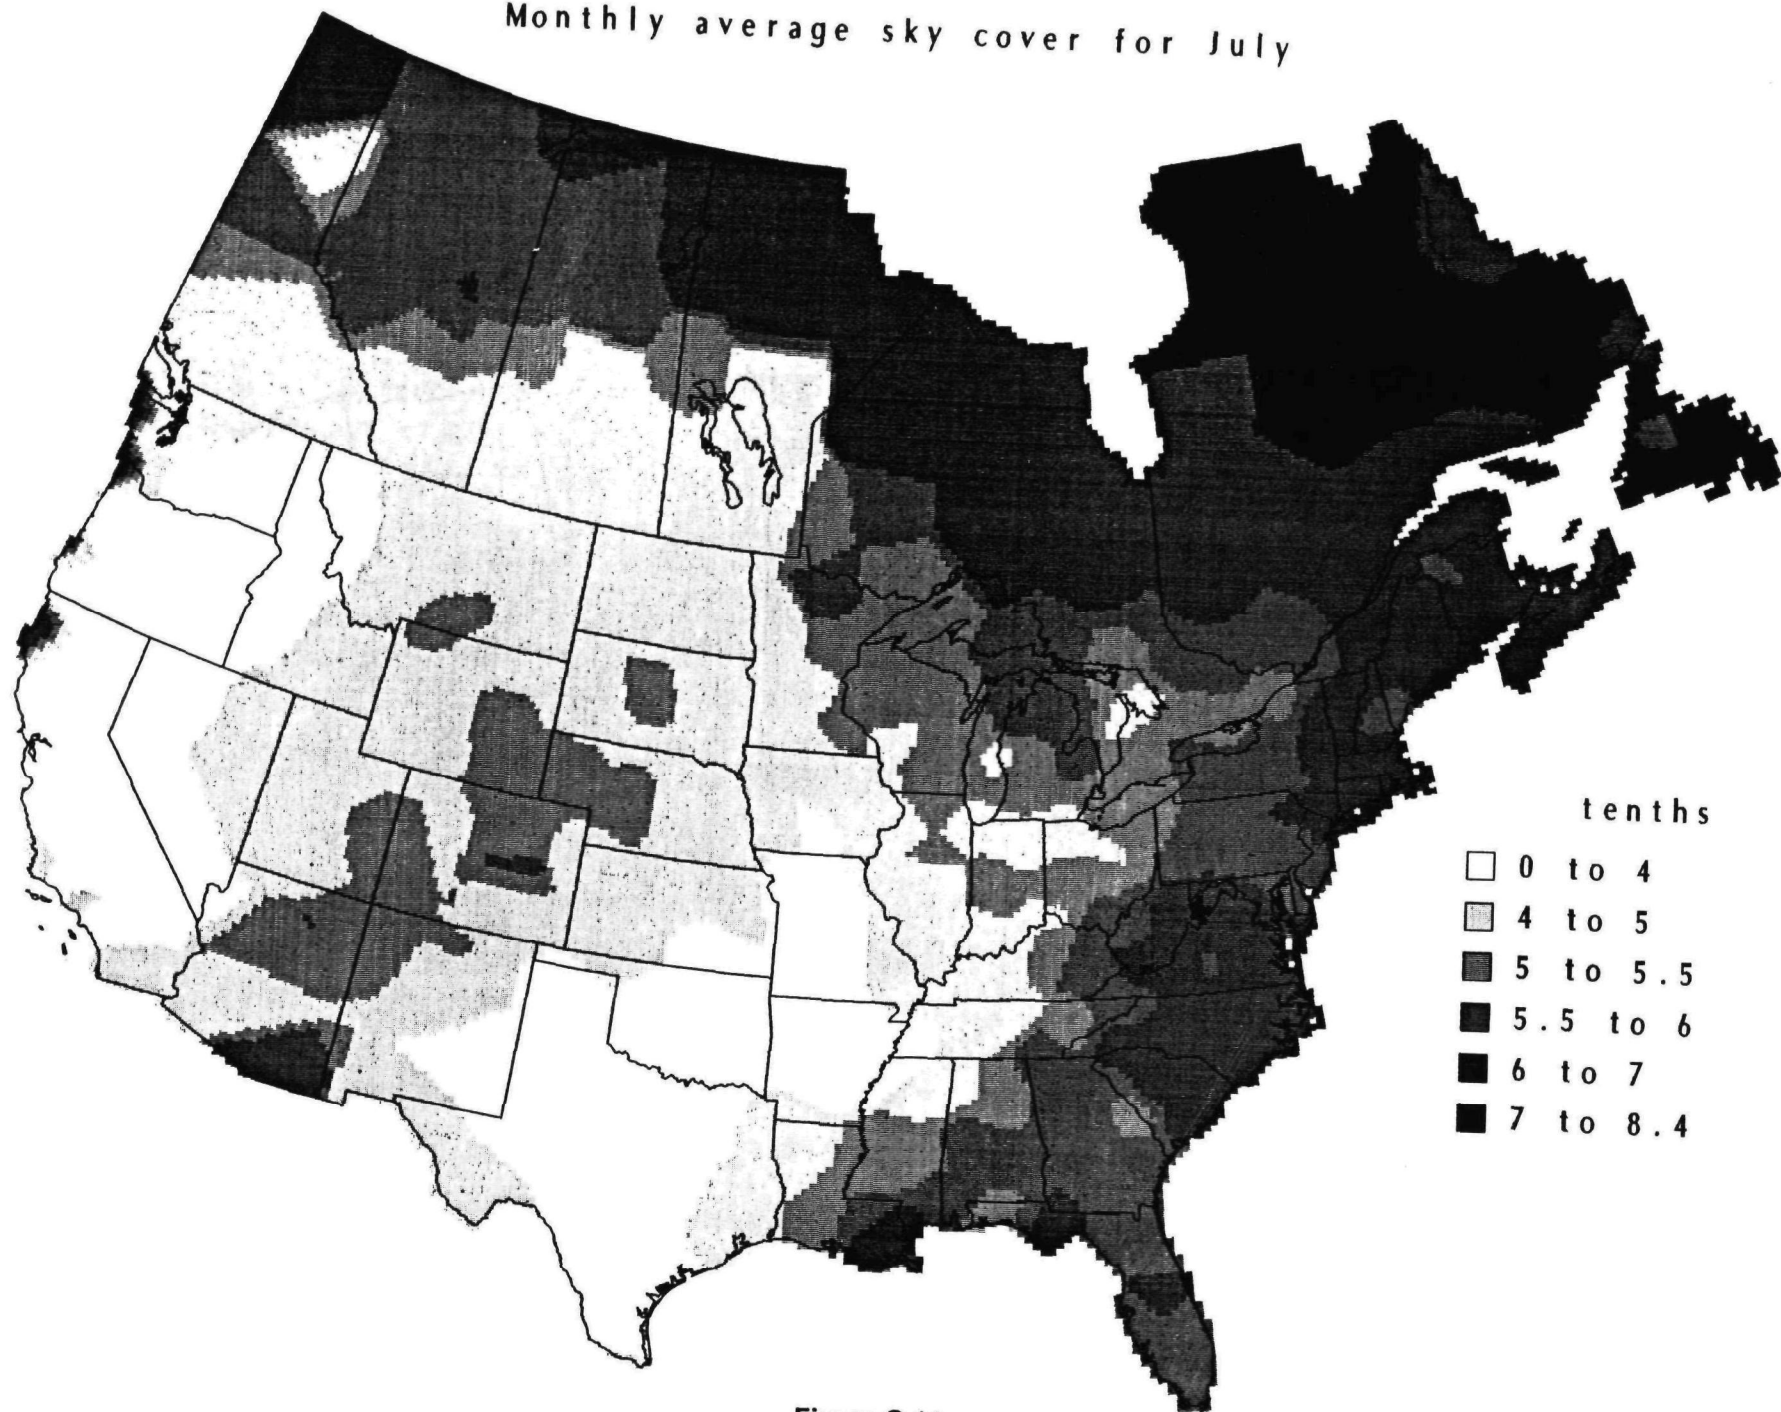 Monthly average sky cover for July
tenths
0 to 4
4 to 5
5 to 5.5
5.5 to 6
6 to 7
7 to 8.4
Figure